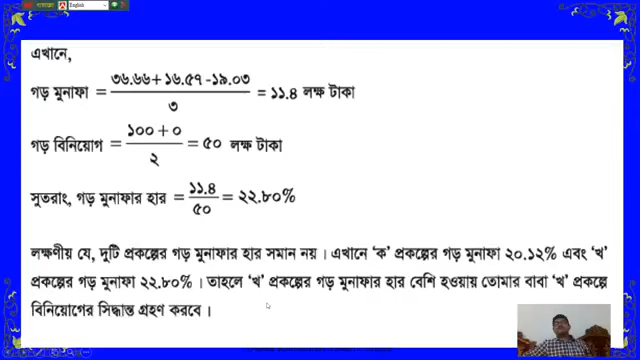 এখানে,
গড় মুনাফা = (৩৬.৬৬+১৬.৫৭ -১৯.০৩)/৩ = ১১.৪ লক্ষ টাকা
গড় বিনিয়োগ = (১০০ + ০)/২ = ৫০ লক্ষ টাকা
সুতরাং, গড় মুনাফার হার = ১১.৪/৫০ = ২২.৮০%
লক্ষণীয় যে, দুটি প্রকল্পের গড় মুনাফার হার সমান নয়। এখানে ‘ক’ প্রকল্পের গড় মুনাফা ২০.১২% এবং ‘খ’
প্রকল্পের গড় মুনাফা ২২.৮০%। তাহলে ‘খ’ প্রকল্পের গড় মুনাফার হার বেশি হওয়ায় তোমার বাবা ‘খ’ প্রকল্পে
বিনিয়োগের সিদ্ধান্ত গ্রহণ করবে।